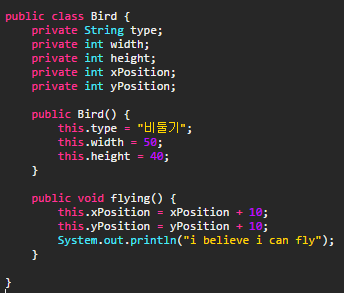 public class Bird {
    private String type;
    private int width;
    private int height;
    private int xPosition;
    private int yPosition;

    public Bird() {
        this.type = "비둘기";
        this.width = 50;
        this.height = 40;
    }

    public void flying() {
        this.xPosition = xPosition + 10;
        this.yPosition = yPosition + 10;
        System.out.println("i believe i can fly");
    }

}